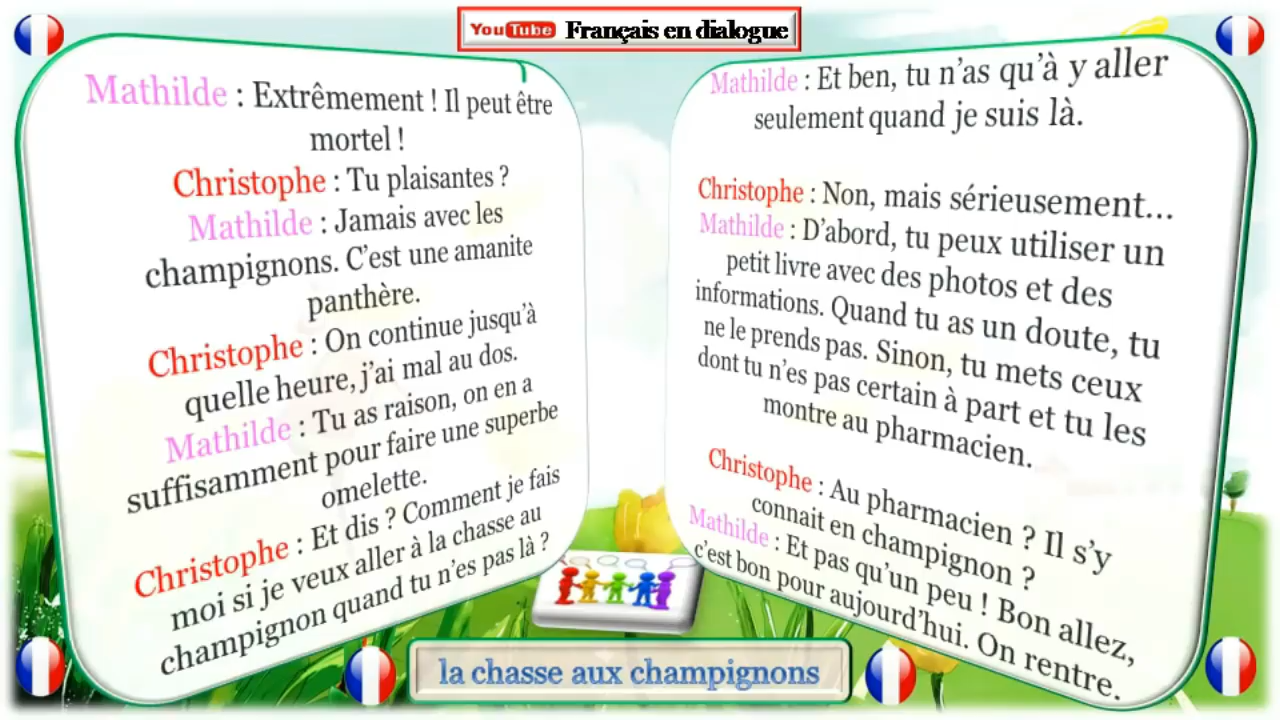 YouTube Français en dialogue
Mathilde : Extrêmement ! Il peut être
mortel !
Christophe : Tu plaisantes ?
Mathilde : Jamais avec les
champignons. C'est une amanite
panthère.
Christophe : On continue jusqu'à
quelle heure, j'ai mal au dos.
Mathilde : Tu as raison, on en a
suffisamment pour faire une superbe
omelette.
Christophe : Et dis ? Comment je fais
moi si je veux aller à la chasse au
champignon quand tu n'es pas là ?
Mathilde : Et ben, tu n'as qu'à y aller
seulement quand je suis là.
Christophe : Non, mais sérieusement...
Mathilde : D'abord, tu peux utiliser un
petit livre avec des photos et des
informations. Quand tu as un doute, tu
ne le prends pas. Sinon, tu mets ceux
dont tu n'es pas certain à part et tu les
montre au pharmacien.
Christophe : Au pharmacien ? Il s'y
connait en champignon ?
Mathilde : Et pas qu'un peu ! Bon allez,
c'est bon pour aujourd'hui. On rentre.
la chasse aux champignons